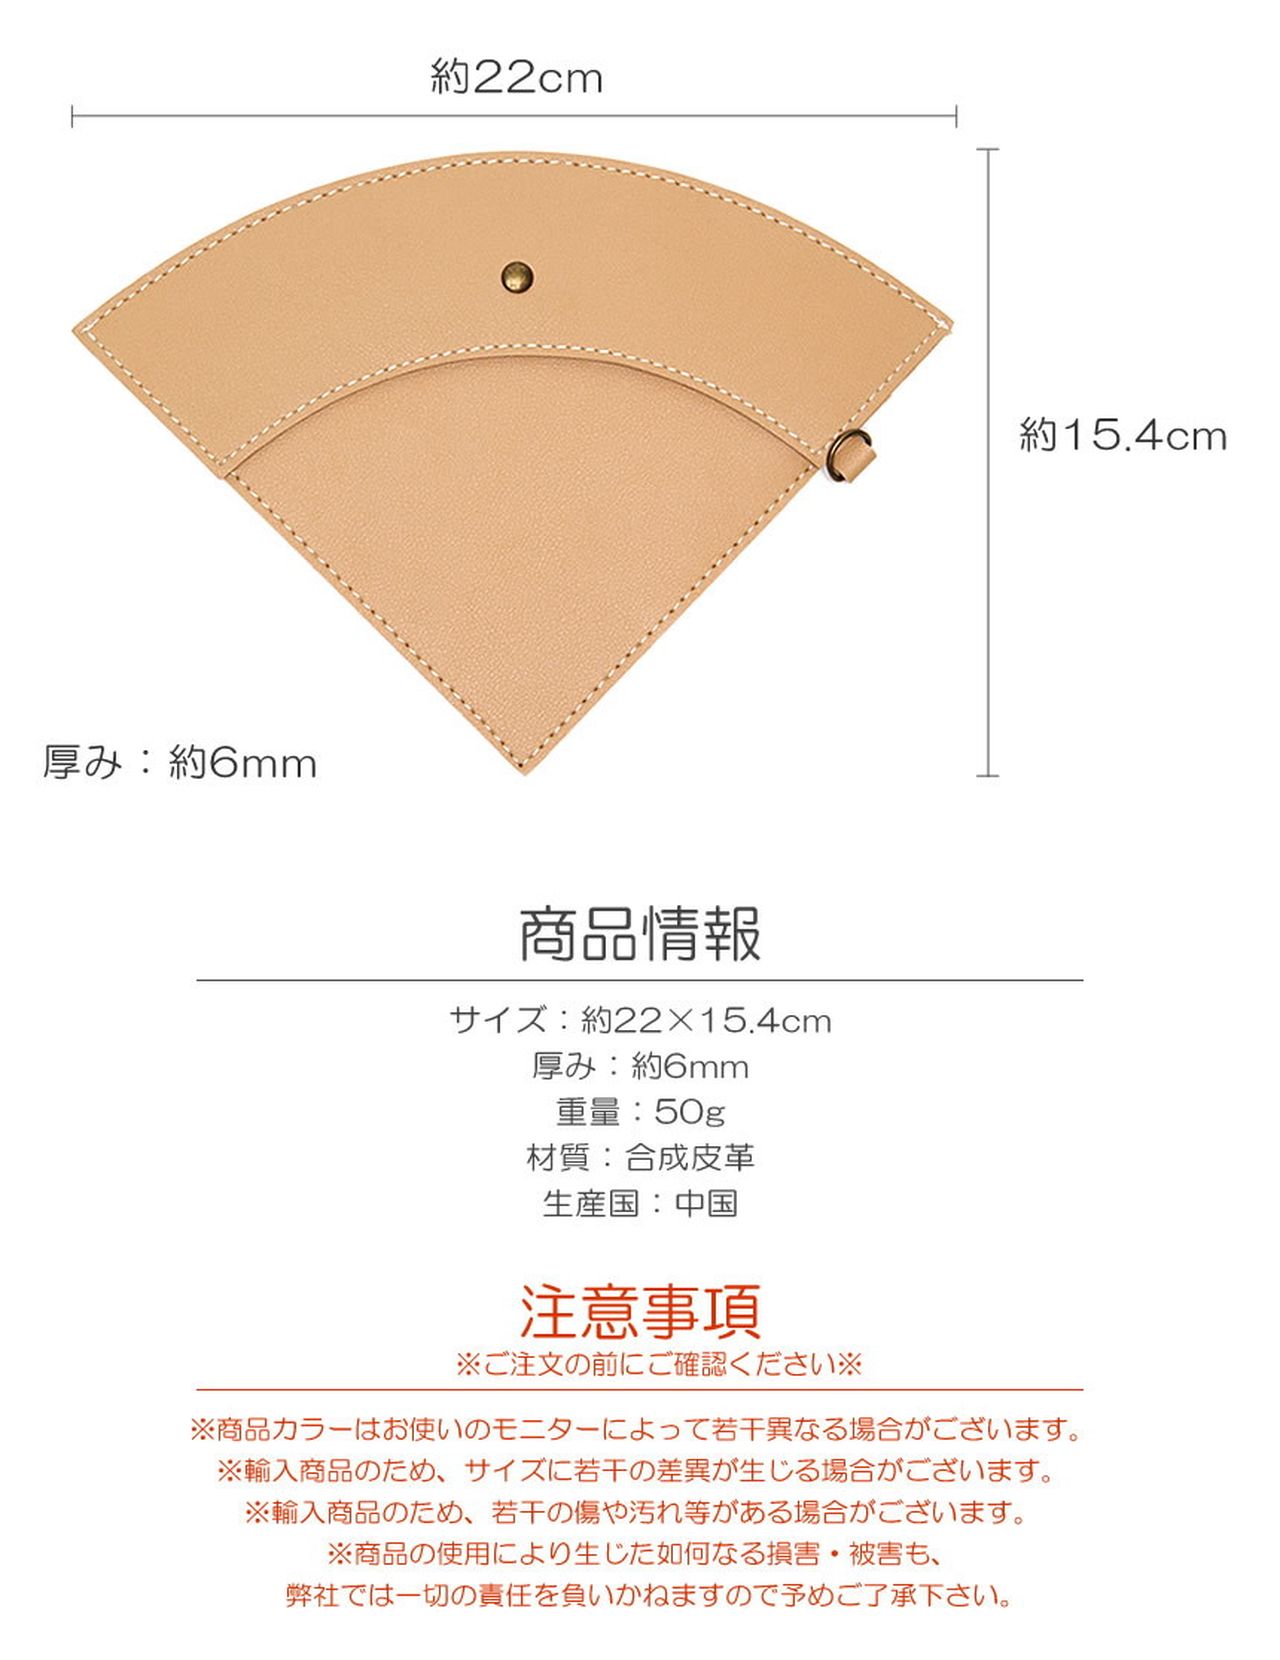 約22cm
約15.4cm
厚み：約6mm
商品情報
サイズ：約22×15.4cm
厚み：約6mm
重量：50g
材質：合成皮革
生産国：中国
注意事項
※ご注文の前にご確認ください※
※商品カラーはお使いのモニターによって若干異なる場合がございます。
※輸入商品のため、サイズに若干の差異が生じる場合がございます。
※輸入商品のため、若干の傷や汚れ等がある場合がございます。
※商品の使用により生じた如何なる損害・被害も、
弊社では一切の責任を負いかねますので予めご了承下さい。